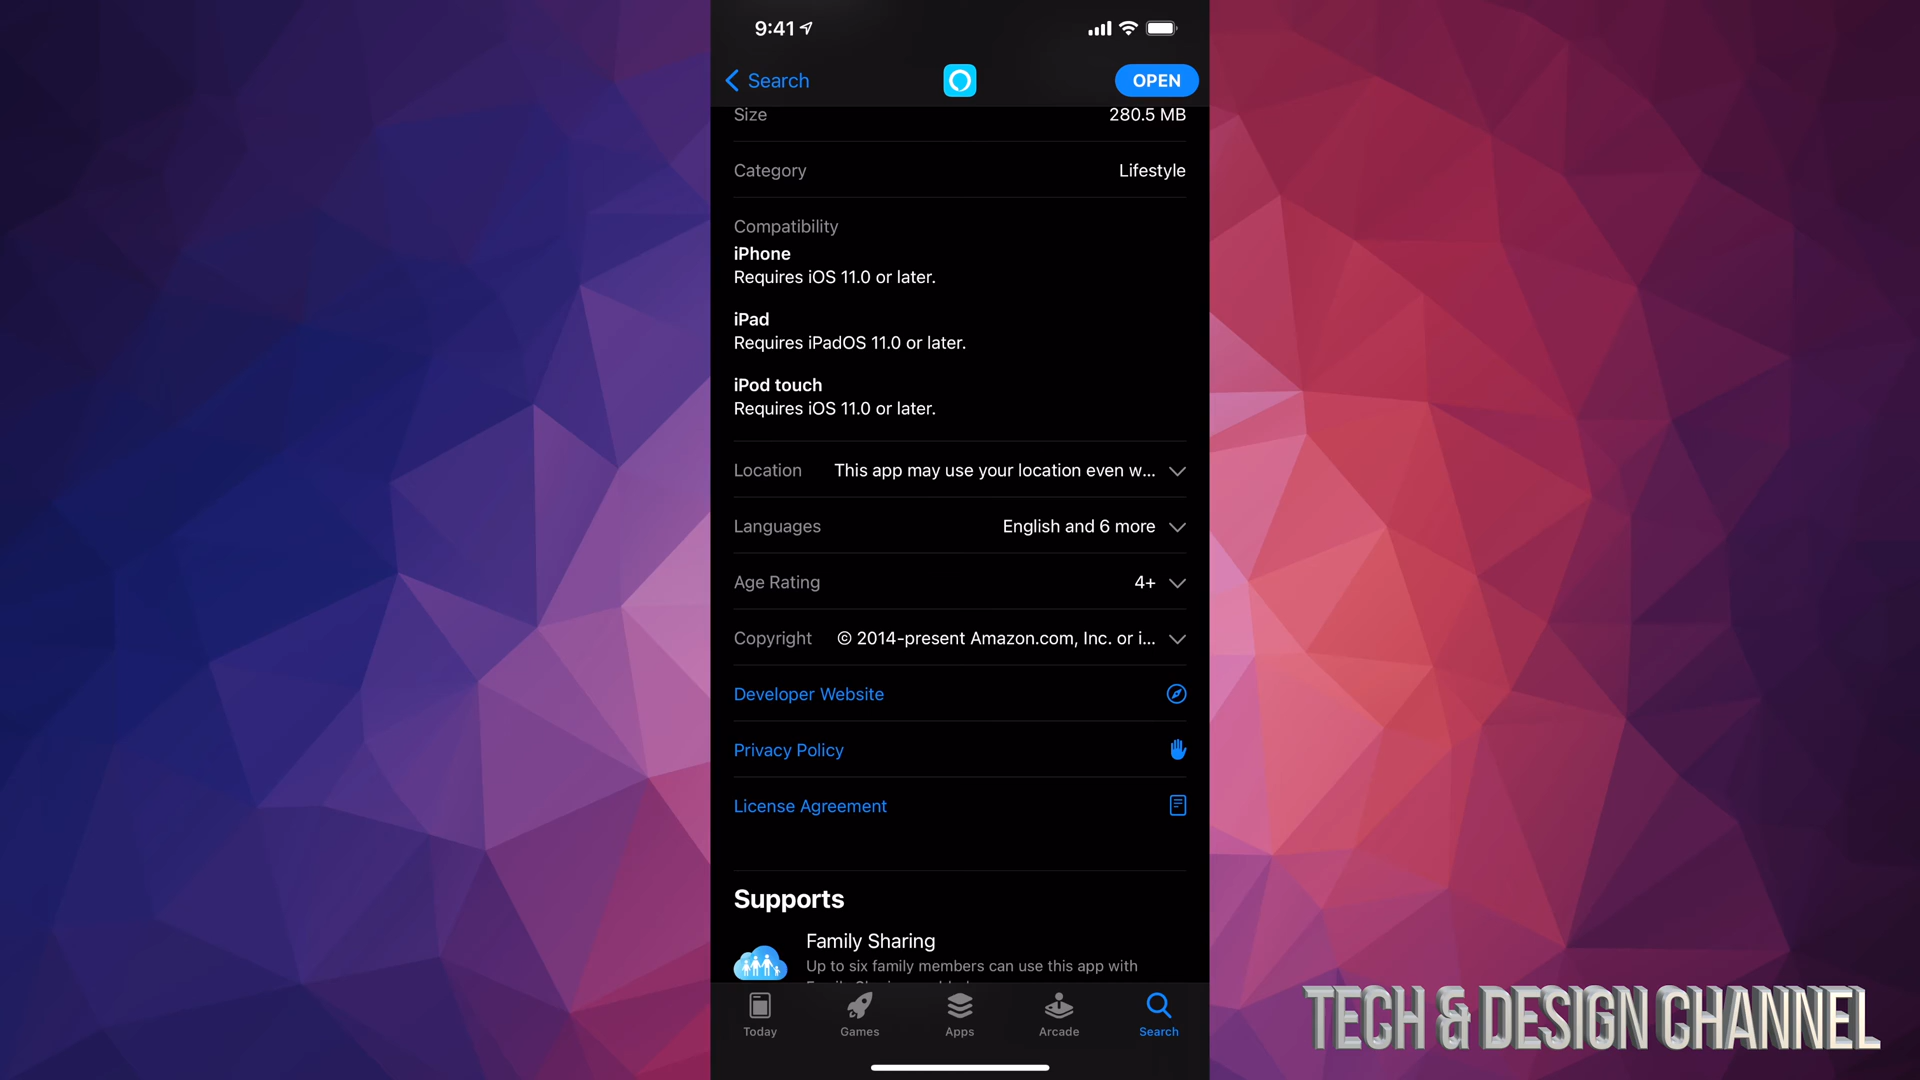 9:41
Search
OPEN
Size 280.5 MB
Category Lifestyle
Compatibility
iPhone
Requires iOS 11.0 or later.
iPad
Requires iPadOS 11.0 or later.
iPod touch
Requires iOS 11.0 or later.
Location This app may use your location even w...
Languages English and 6 more
Age Rating 4+
Copyright © 2014-present Amazon.com, Inc. or i...
Developer Website
Privacy Policy
License Agreement
Supports
Family Sharing
Up to six family members can use this app with
Today Games Apps Arcade Search
TECH & DESIGN CHANNEL